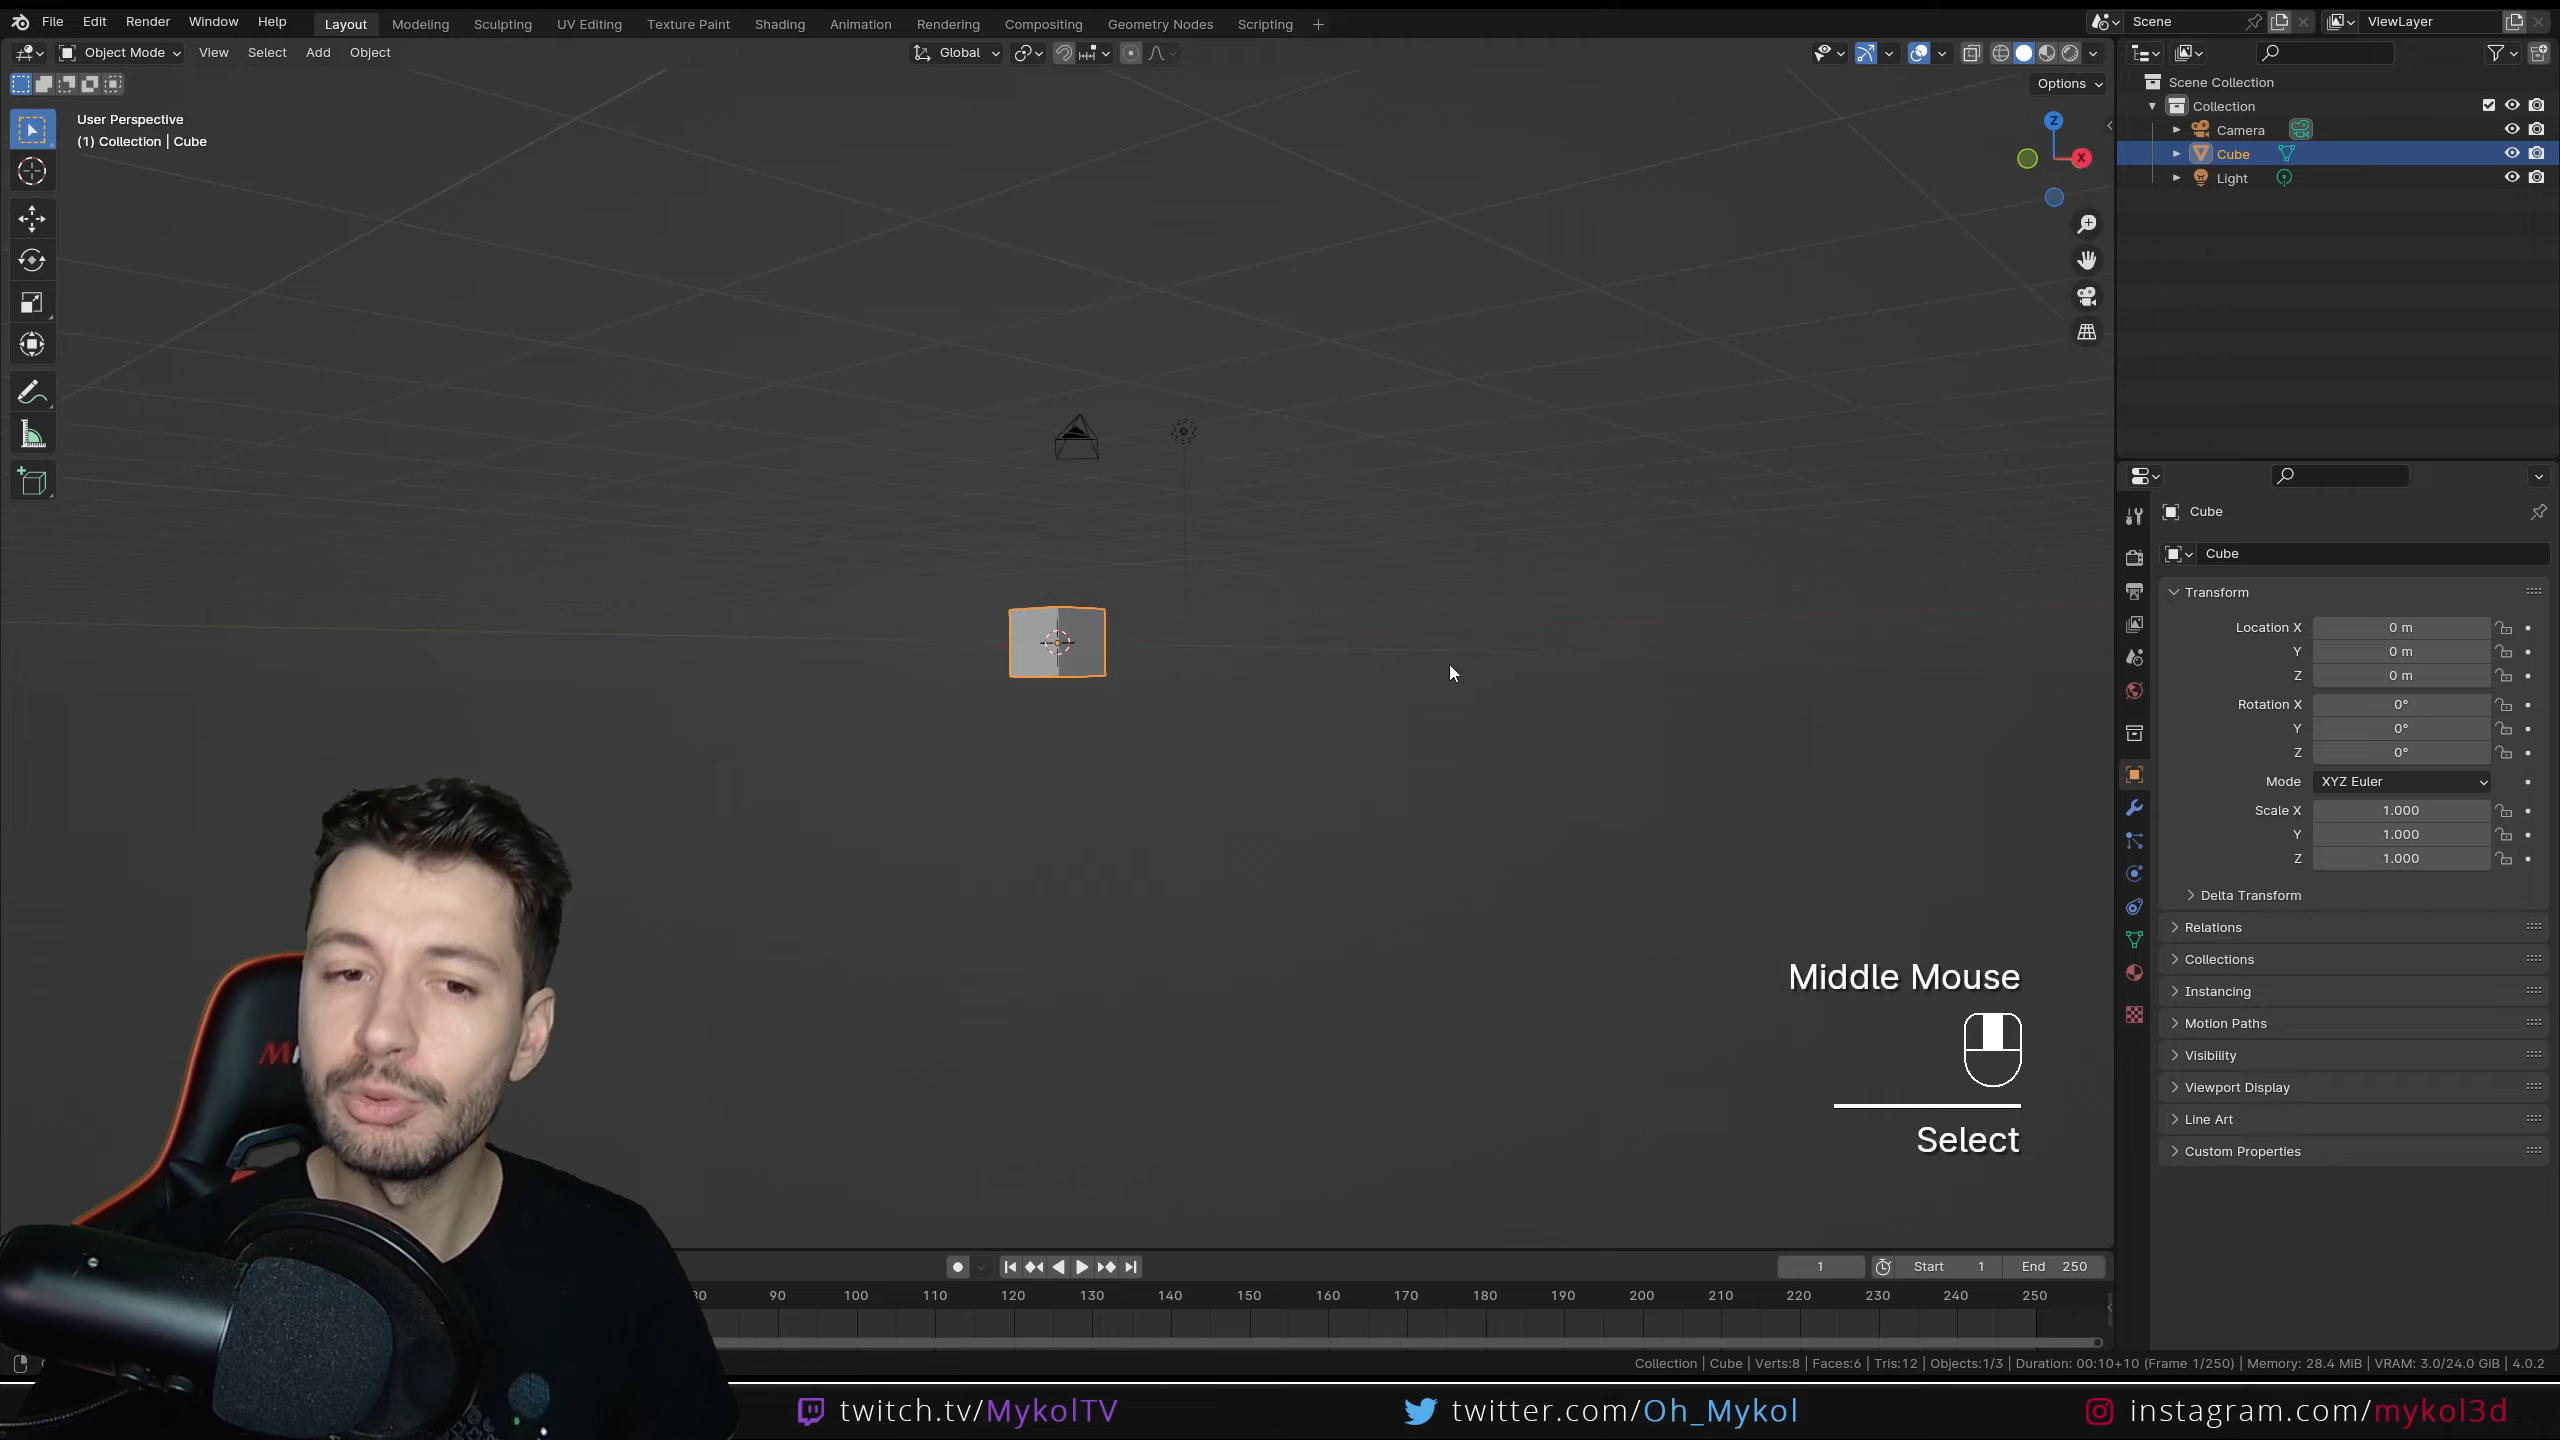 File Edit Render Window Help Layout Modeling Sculpting UV Editing Texture Paint Shading Animation Rendering Compositing Geometry Nodes Scripting + Scene ViewLayer
Object Mode View Select Add Object Global
Options
User Perspective
(1) Collection | Cube
Z
X
Scene Collection
Collection
Camera
Cube
Light
Cube
Cube
Transform
Location X 0 m
Y 0 m
Z 0 m
Rotation X 0°
Y 0°
Z 0°
Mode XYZ Euler
Scale X 1.000
Y 1.000
Z 1.000
Delta Transform
Relations
Collections
Instancing
Motion Paths
Visibility
Viewport Display
Line Art
Custom Properties
Middle Mouse
Select
1 Start 1 End 250
90 100 110 120 130 140 150 160 170 180 190 200 210 220 230 240 250
Collection | Cube | Verts:8 | Faces:6 | Tris:12 | Objects:1/3 | Duration: 00:10+10 (Frame 1/250) | Memory: 28.4 MiB | VRAM: 3.0/24.0 GiB | 4.0.2
twitch.tv/MykolTV twitter.com/Oh_Mykol instagram.com/mykol3d